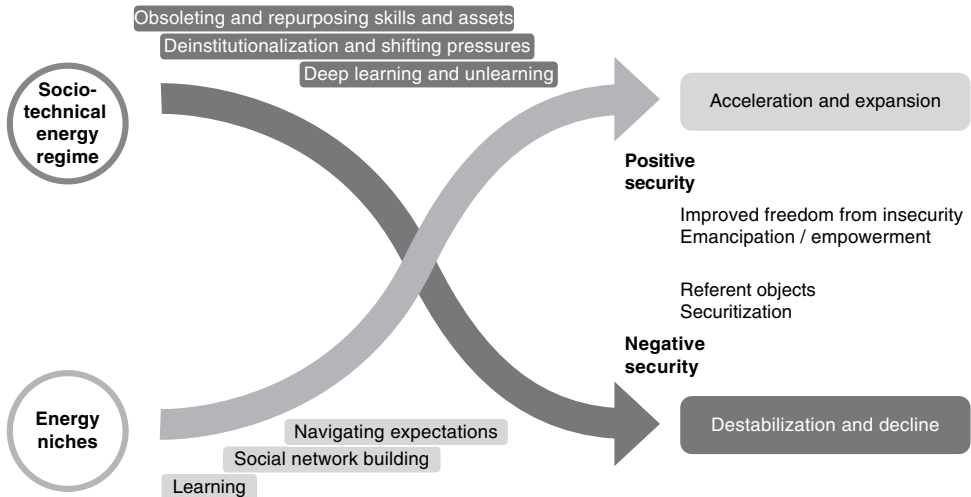 Obsoleting and repurposing skills and assets
Deinstitutionalization and shifting pressures
Deep learning and unlearning
Socio-
technical
energy
regime
Acceleration and expansion
Positive
security
Improved freedom from insecurity
Emancipation / empowerment
Referent objects
Securitization
Negative
security
Energy
niches
Navigating expectations
Social network building
Learning
Destabilization and decline